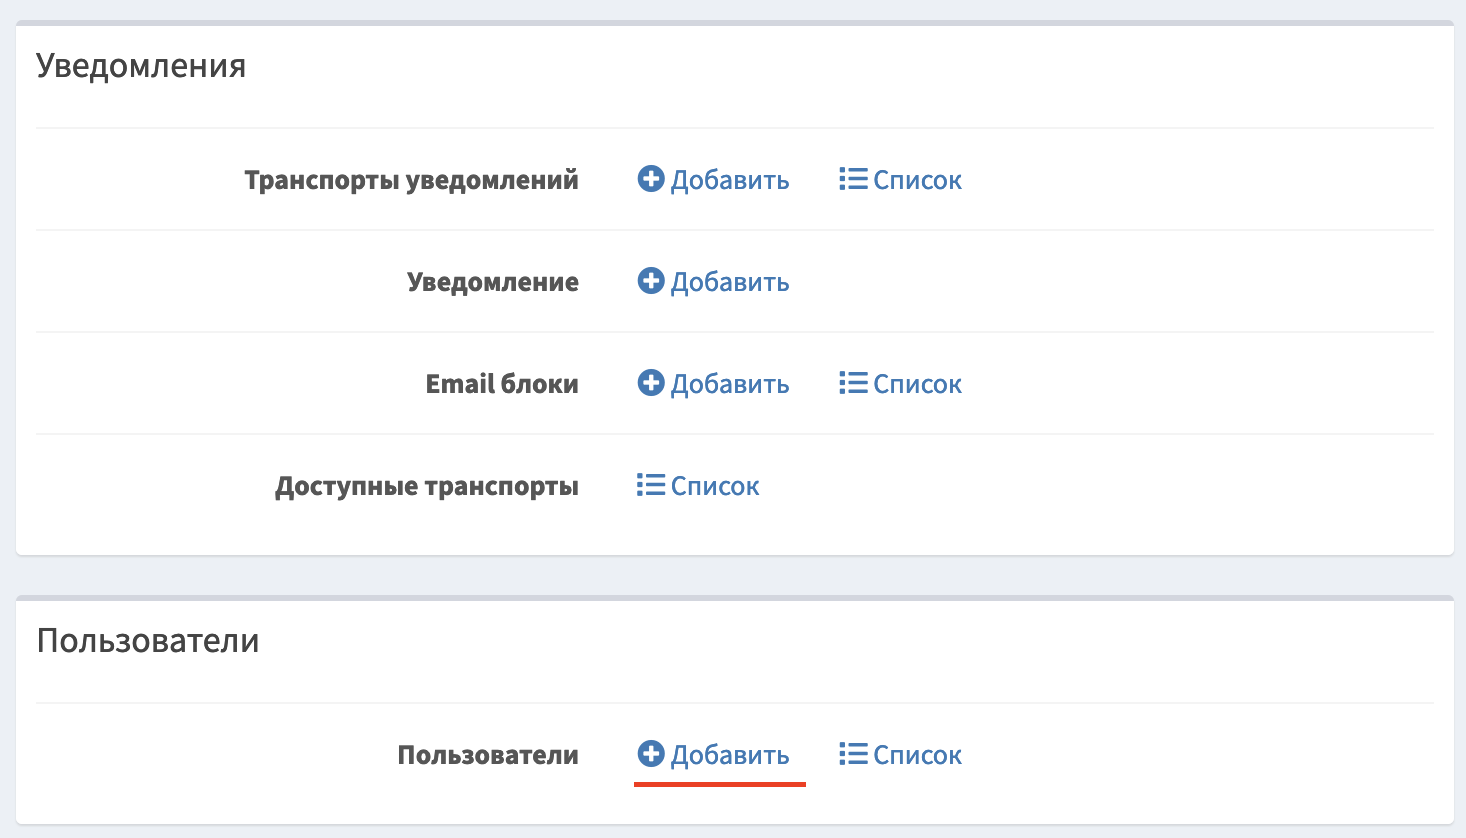 Уведомления
Транспорты уведомлений Добавить Список
Уведомление Добавить
Email блоки Добавить Список
Доступные транспорты Список
Пользователи
Пользователи Добавить Список